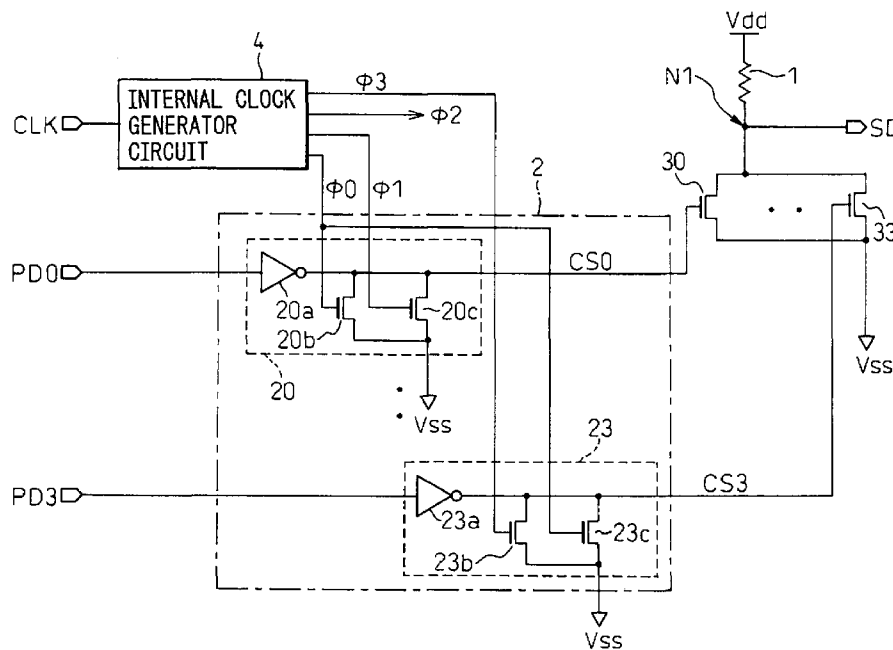 Vdd
4
1
N1
SD
INTERNAL CLOCK
GENERATOR
CIRCUIT
CLK
Φ3
Φ2
Φ0
Φ1
2
30
33
PD0
CS0
20a
20b
20c
20
Vss
Vss
23
PD3
CS3
23a
23b
23c
Vss